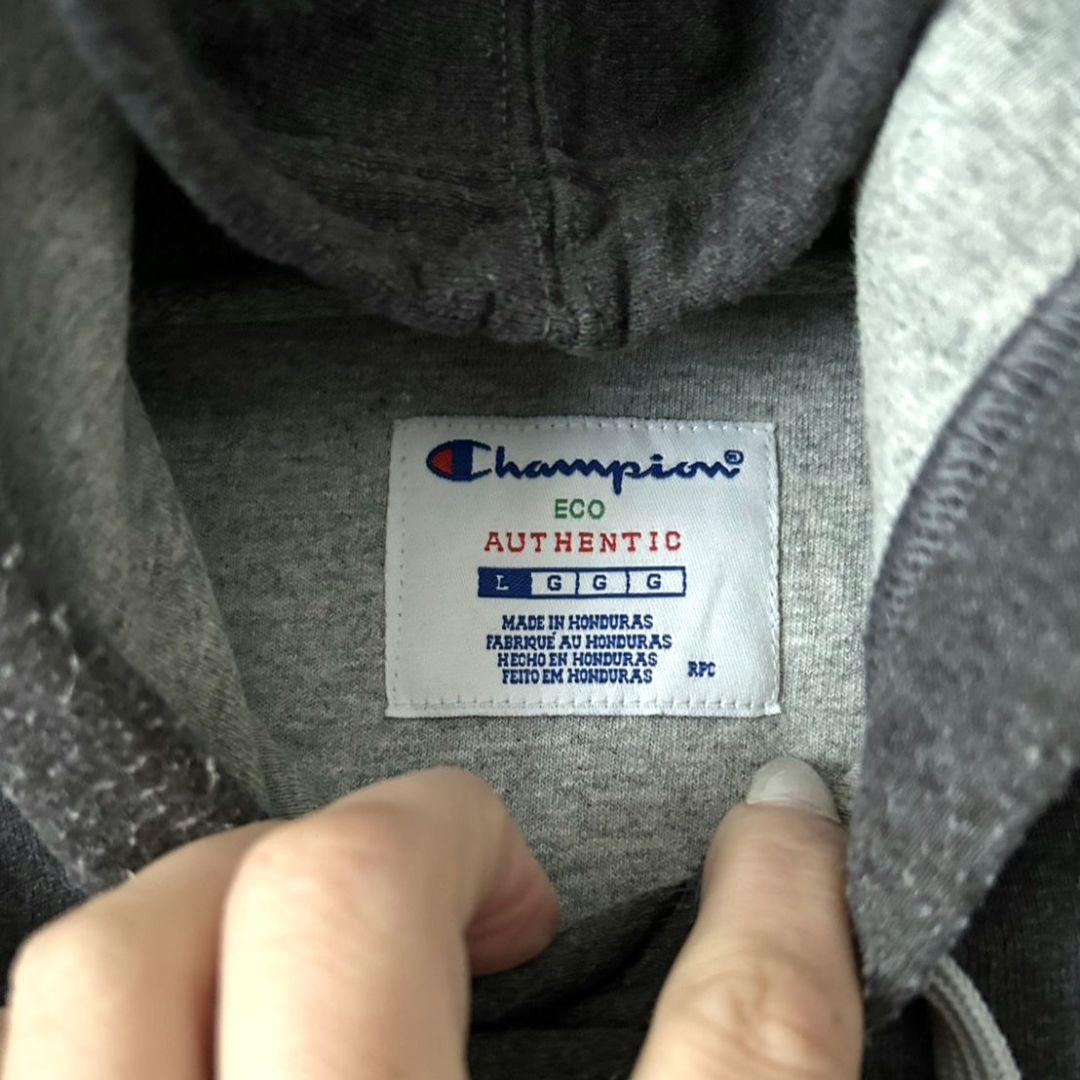 Champion®
ECO
AUTHENTIC
L G G G
MADE IN HONDURAS
FABRIQUÉ AU HONDURAS
HECHO EN HONDURAS
FEITO EM HONDURAS
RPC